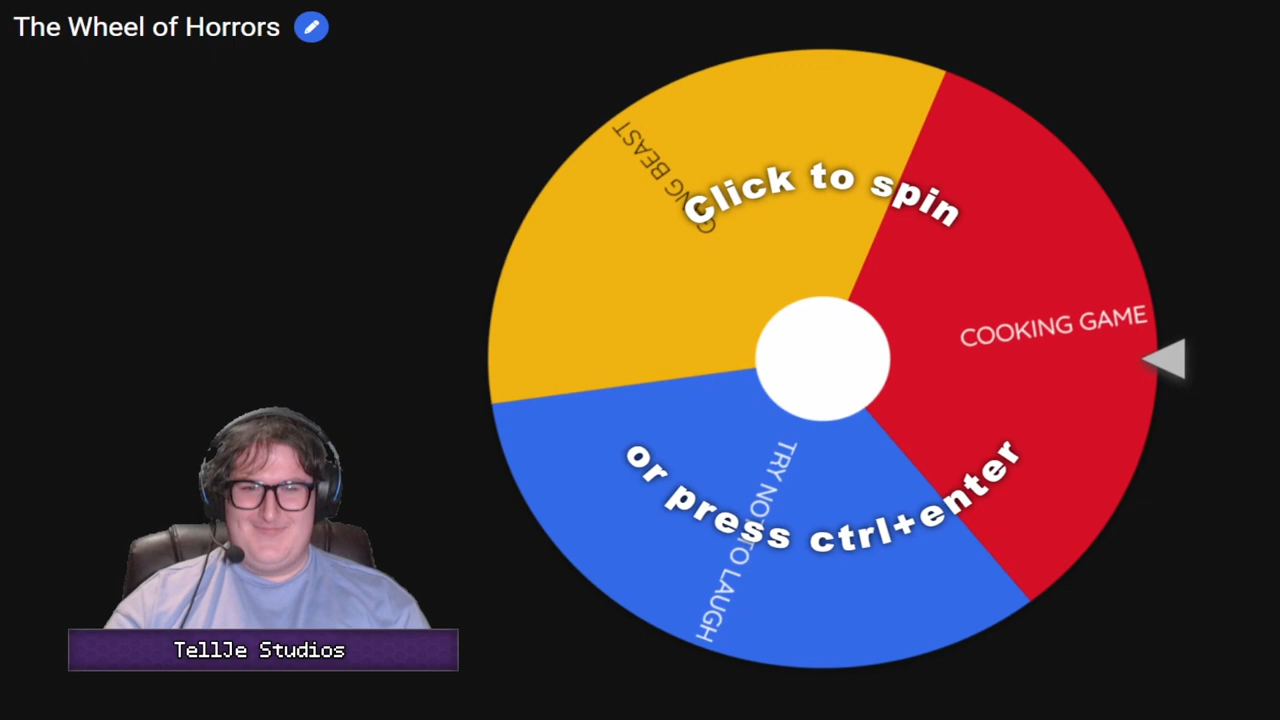 The Wheel of Horrors
Click to spin
BEAST
COOKING GAME
or press ctrl+enter
TRY NOT TO LAUGH
TellJe Studios